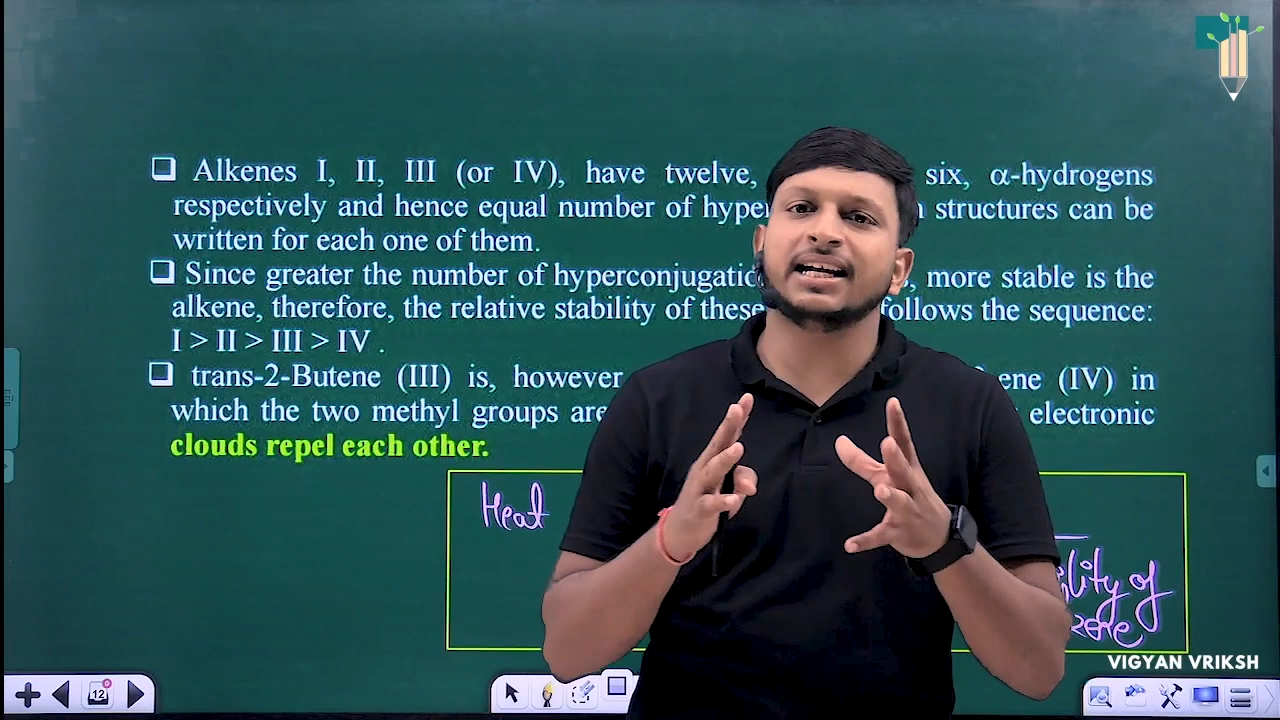 Alkenes I, II, III (or IV), have twelve, six, α-hydrogens
respectively and hence equal number of structures can be
written for each one of them.
Since greater the number of more stable is the
alkene, therefore, the relative stability of these follows the sequence:
I > II > III > IV .
trans-2-Butene (III) is, however (IV) in
which the two methyl groups are electronic
clouds repel each other.
Heat
of
12
VIGYAN VRIKSH